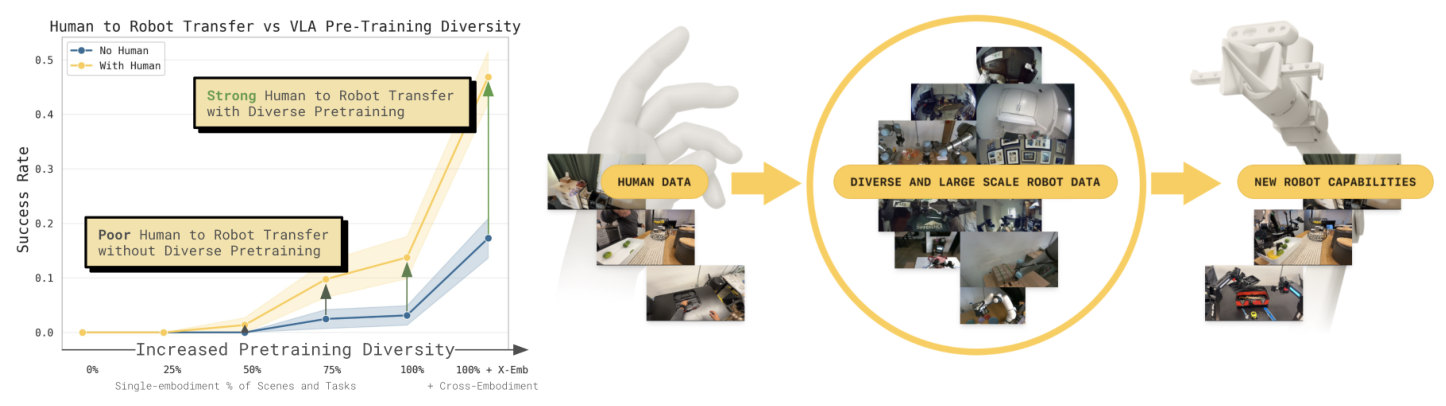 Human to Robot Transfer vs VLA Pre-Training Diversity
No Human
With Human
Success Rate
0.5
0.4
0.3
0.2
0.1
0.0
Strong Human to Robot Transfer
with Diverse Pretraining
Poor Human to Robot Transfer
without Diverse Pretraining
Increased Pretraining Diversity
0%
25%
75%
100%
100% + X-Emb
Single-embodiment % of Scenes and Tasks
+ Cross-Embodiment
HUMAN DATA
DIVERSE AND LARGE SCALE ROBOT DATA
NEW ROBOT CAPABILITIES